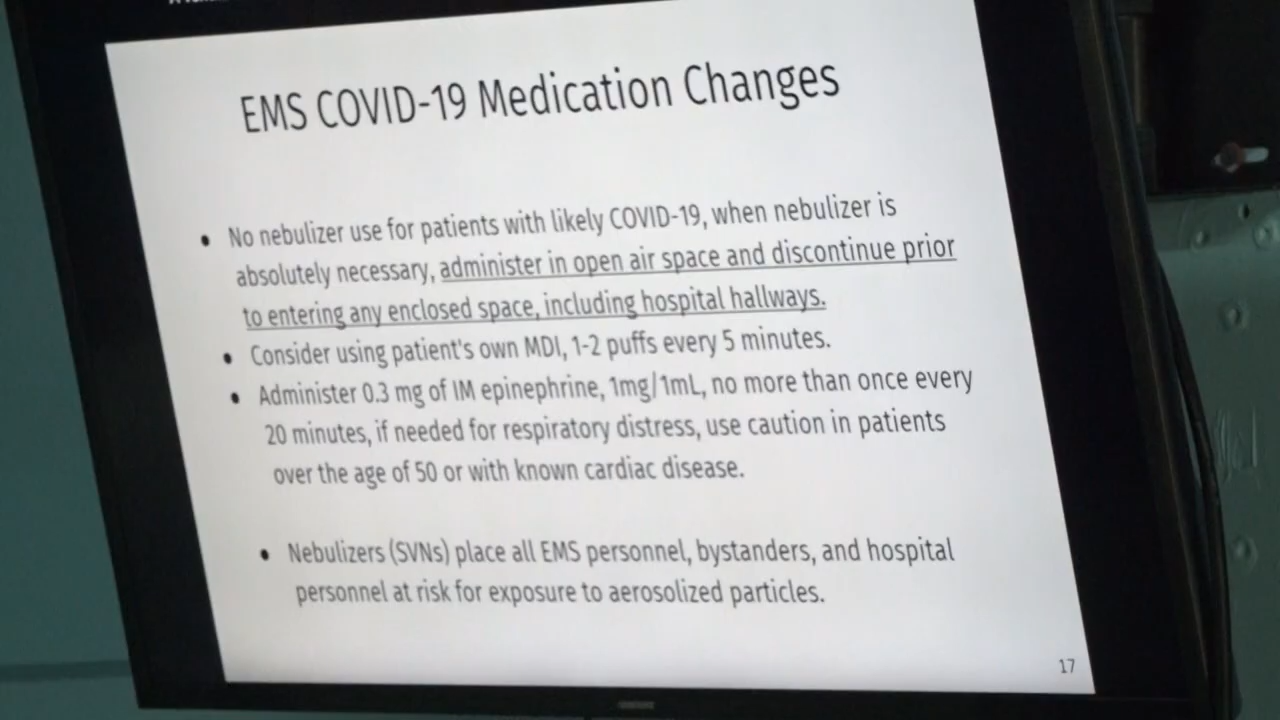 EMS COVID-19 Medication Changes
• No nebulizer use for patients with likely COVID-19, when nebulizer is
absolutely necessary, administer in open air space and discontinue prior
to entering any enclosed space, including hospital hallways.
• Consider using patient's own MDI, 1-2 puffs every 5 minutes.
• Administer 0.3 mg of IM epinephrine, 1mg/1mL, no more than once every
20 minutes, if needed for respiratory distress, use caution in patients
over the age of 50 or with known cardiac disease.
• Nebulizers (SVNs) place all EMS personnel, bystanders, and hospital
personnel at risk for exposure to aerosolized particles.
17